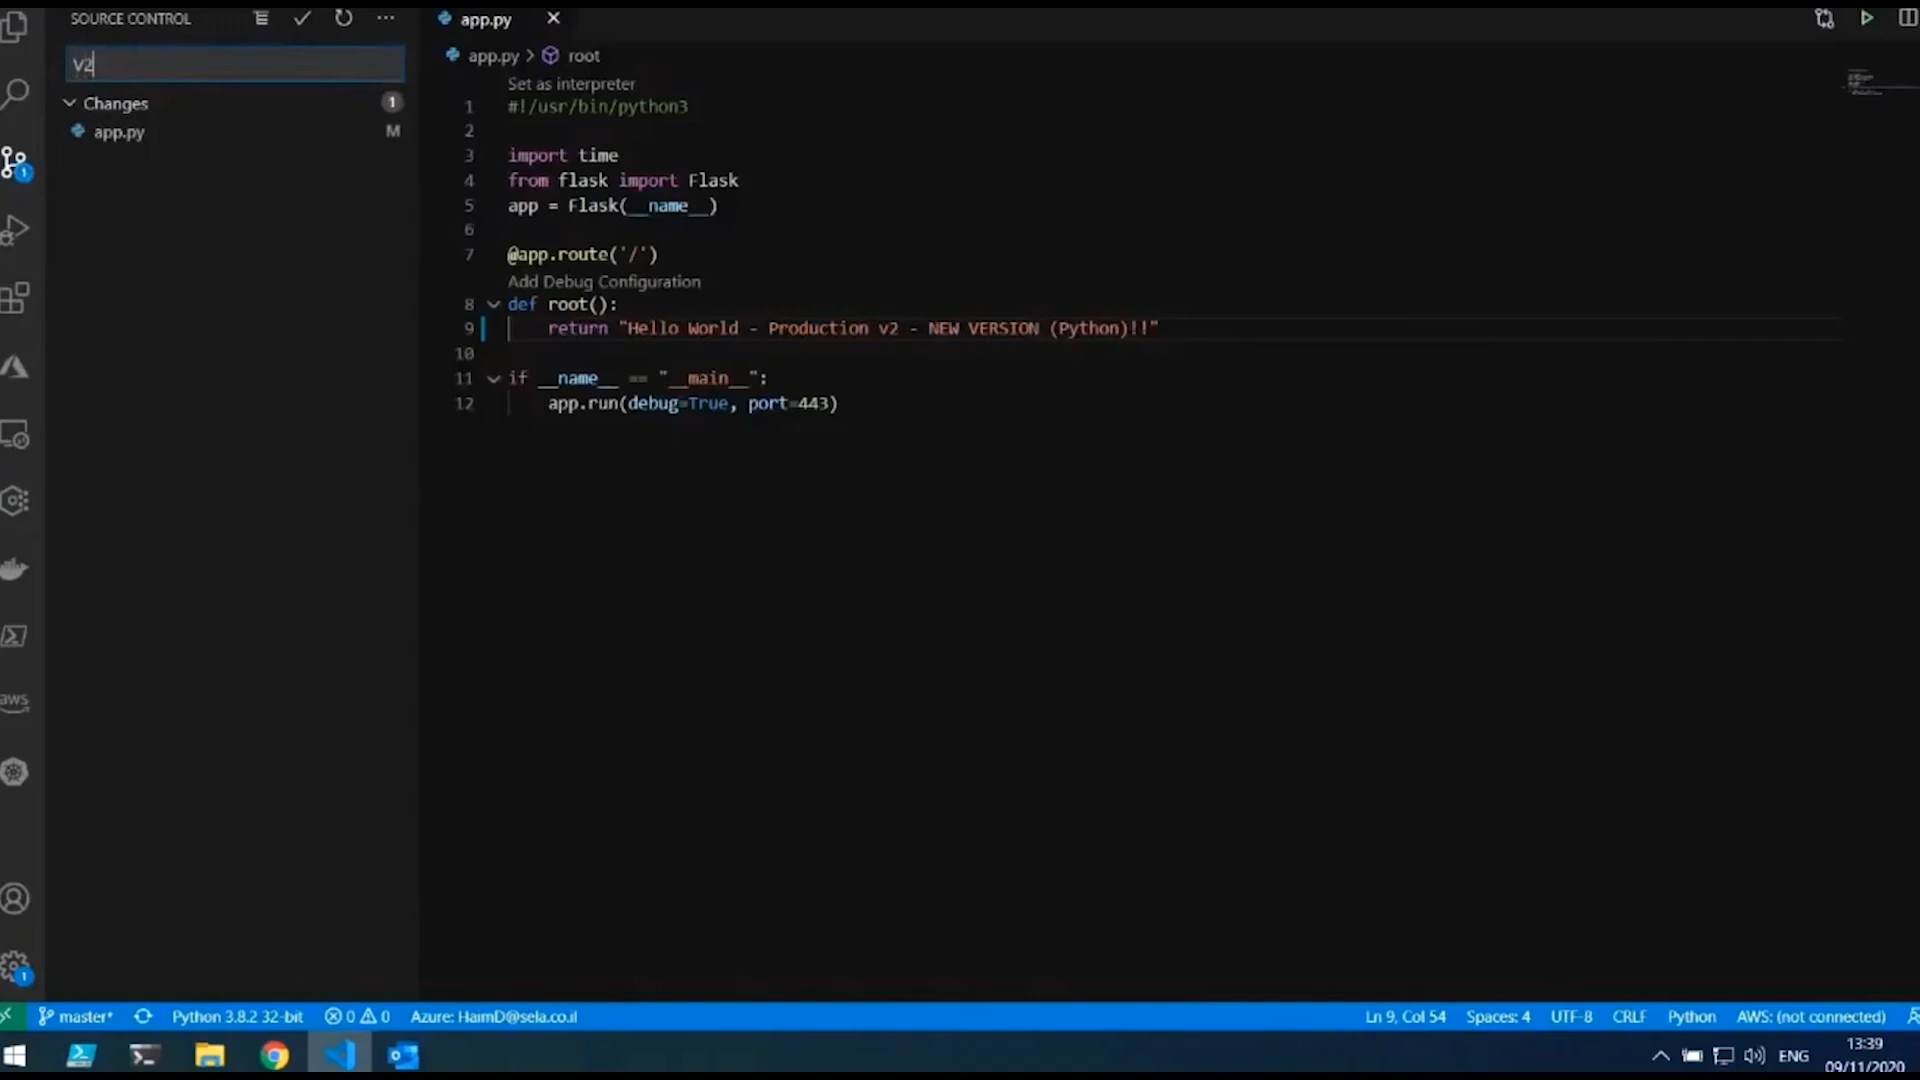 SOURCE CONTROL
V2
Changes
1
app.py
M
app.py
app.py > root
Set as interpreter
1 #!/usr/bin/python3
2
3 import time
4 from flask import Flask
5 app = Flask(__name__)
6
7 @app.route('/')
Add Debug Configuration
8 def root():
9 return "Hello World - Production v2 - NEW VERSION (Python)!!"
10
11 if __name__ == "__main__":
12 app.run(debug=True, port=443)
1
aws
1
master* Python 3.8.2 32-bit 0 0 Azure: HaimD@sela.co.il Ln 9, Col 54 Spaces: 4 UTF-8 CRLF Python AWS: (not connected)
ENG
13:39
09/11/2020